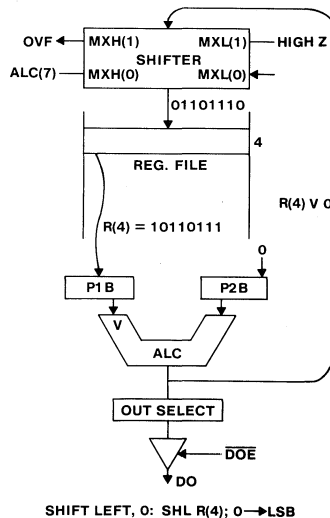 OVF MXH(1) MXL(1) HIGH Z
SHIFTER
ALC(7) MXH(0) MXL(0)
01101110
4
REG. FILE
R(4) V 0
R(4) = 10110111
0
P1B P2B
V
ALC
OUT SELECT
DOE
DO
SHIFT LEFT, 0: SHL R(4); 0→LSB